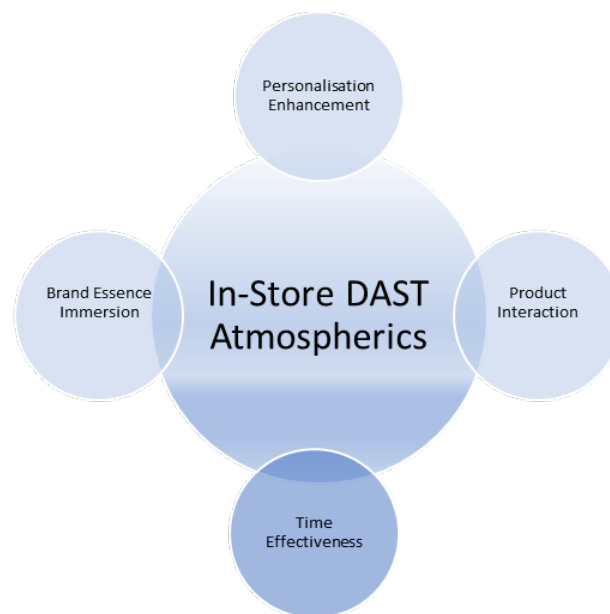 Personalisation
Enhancement
Brand Essence
Immersion
In-Store DAST
Atmospherics
Product
Interaction
Time
Effectiveness